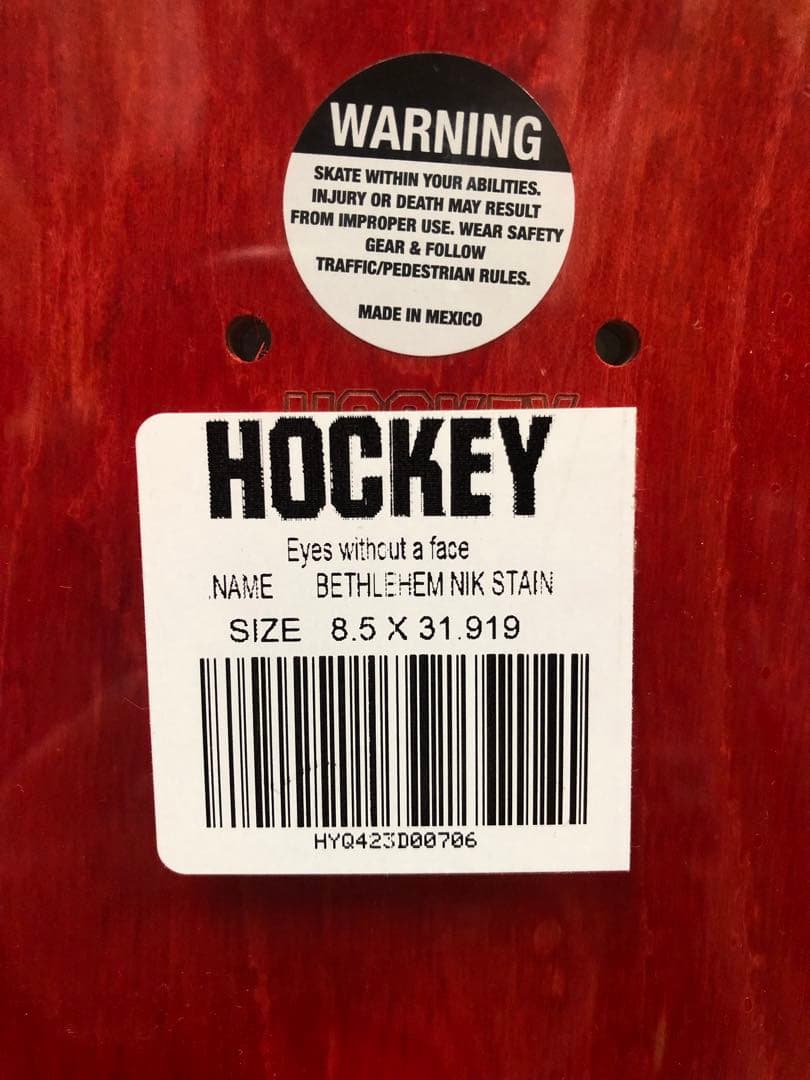 WARNING
SKATE WITHIN YOUR ABILITIES.
INJURY OR DEATH MAY RESULT
FROM IMPROPER USE. WEAR SAFETY
GEAR & FOLLOW
TRAFFIC/PEDESTRIAN RULES.
MADE IN MEXICO
HOCKEY
HOCKEY
Eyes without a face
NAME BETHLEHEM NIK STAIN
SIZE 8.5 X 31.919
HYQ423D00706